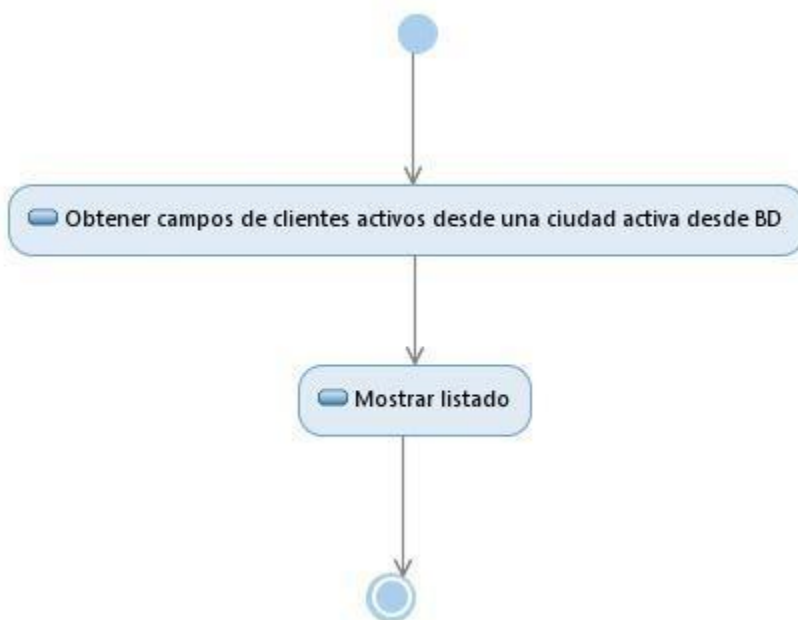 Obtener campos de clientes activos desde una ciudad activa desde BD
Mostrar listado